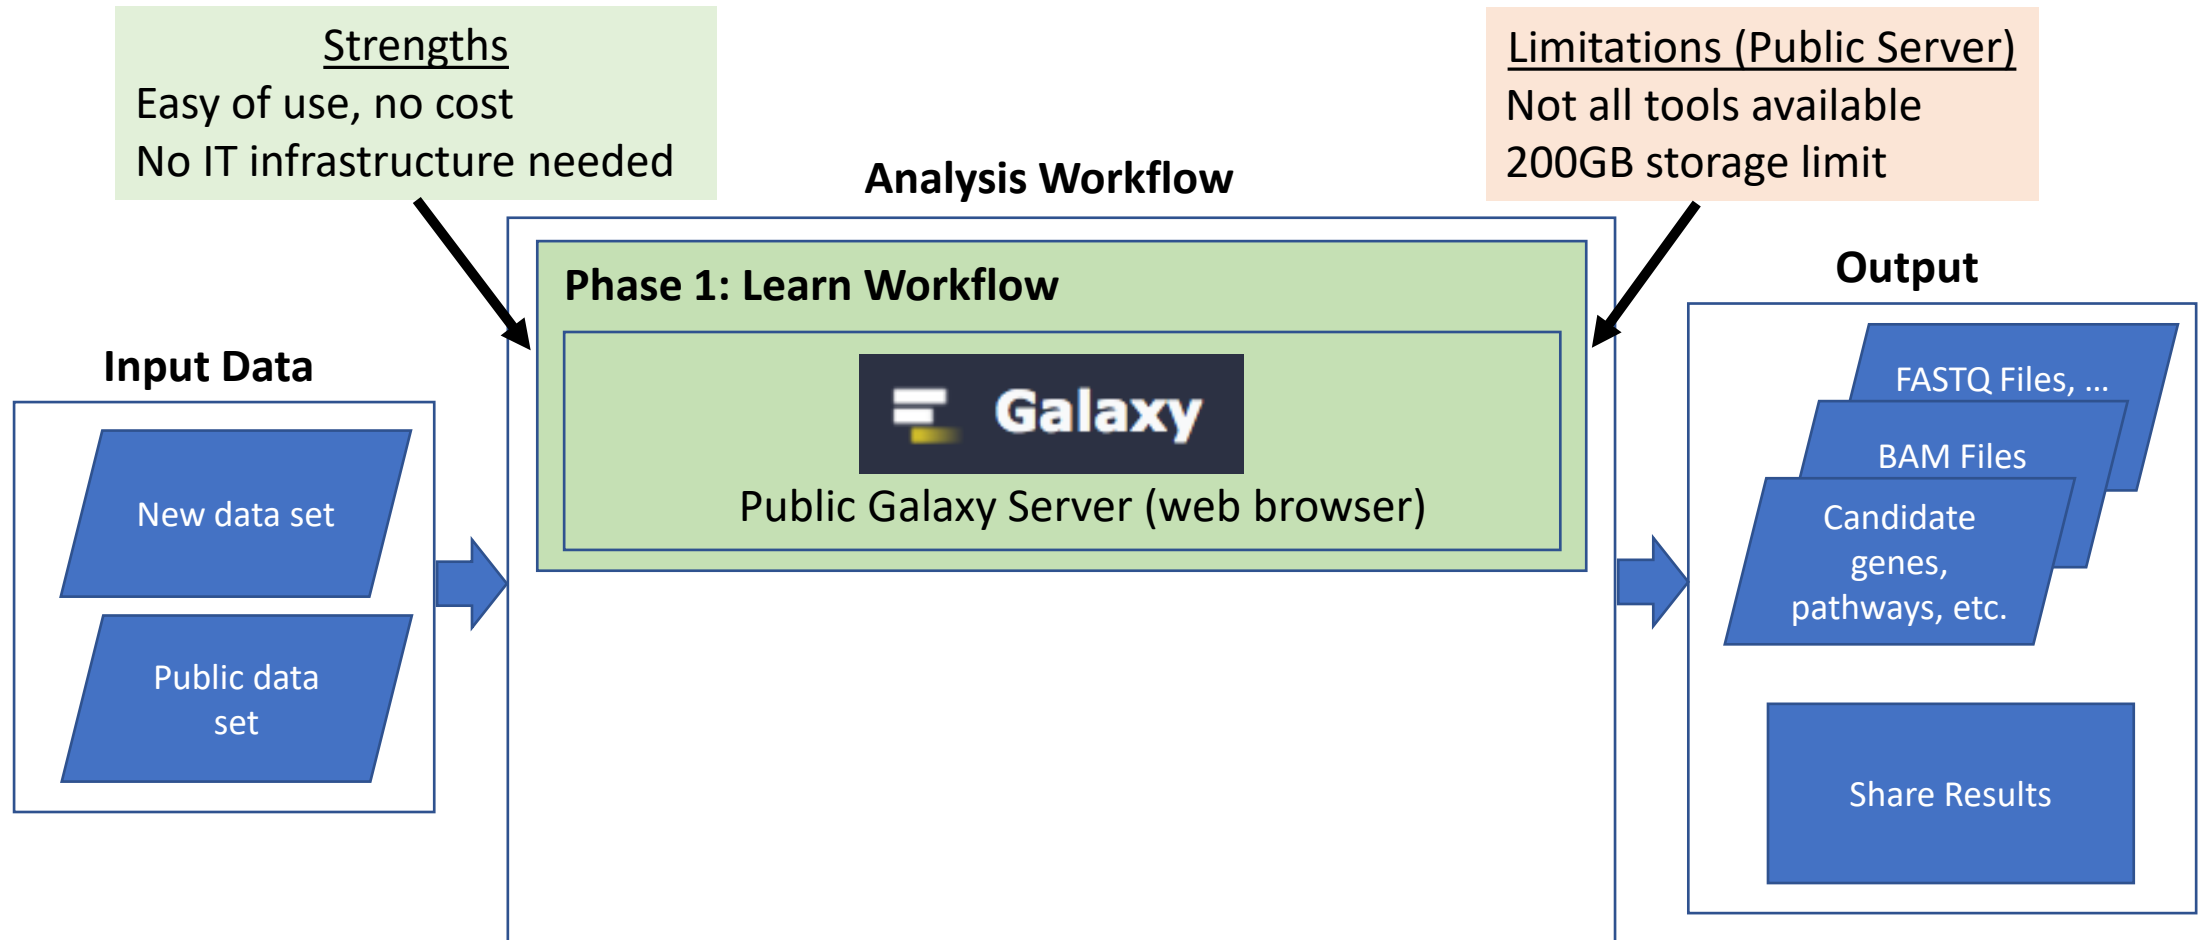 Strengths
Easy of use, no cost
No IT infrastructure needed
Limitations (Public Server)
Not all tools available
200GB storage limit
Analysis Workflow
Phase 1: Learn Workflow
Galaxy
Public Galaxy Server (web browser)
Input Data
New data set
Public data
set
Output
FASTQ Files, ...
BAM Files
Candidate
genes,
pathways, etc.
Share Results